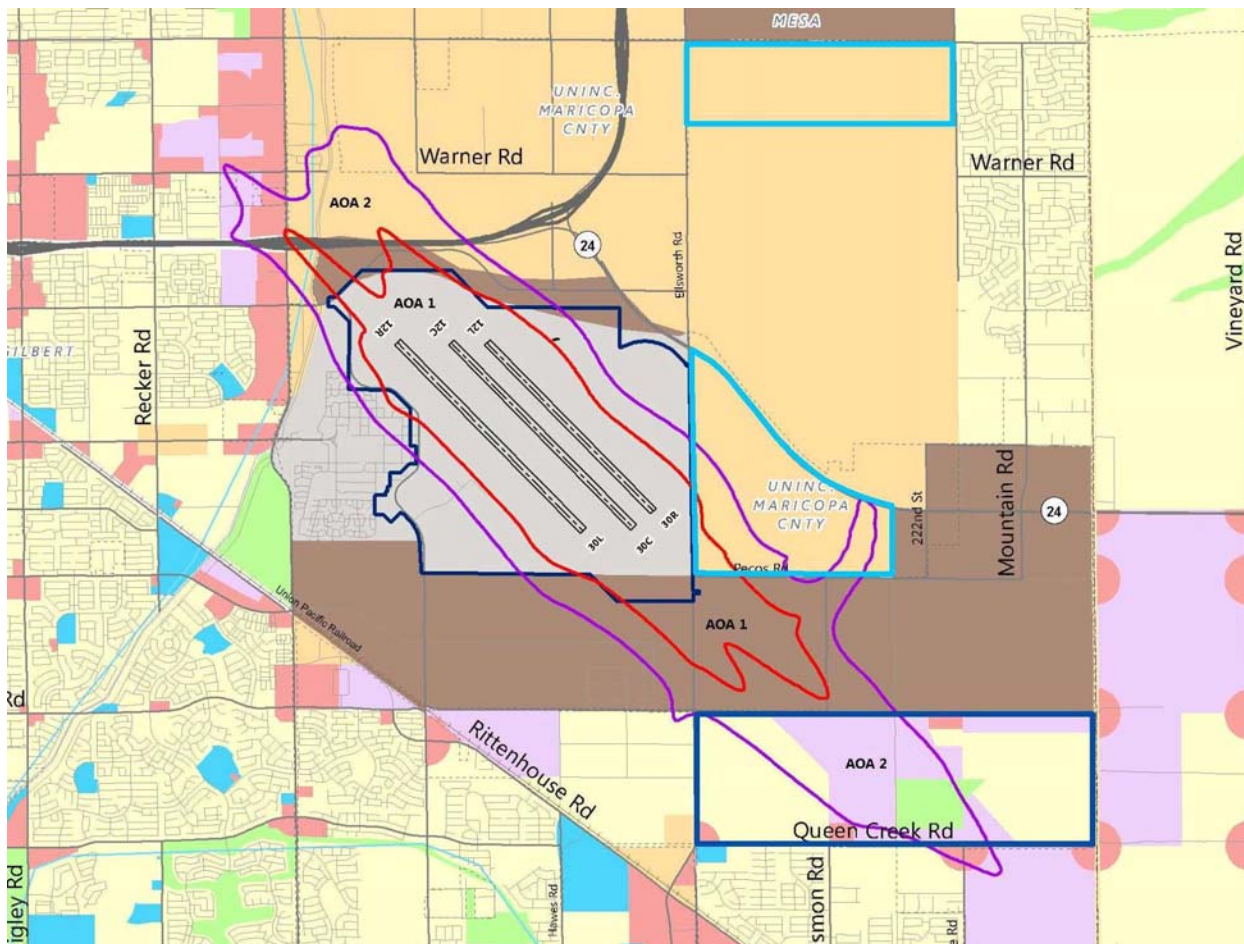 MESA
UNINC.
MARICOPA
CNTY
Warner Rd
Warner Rd
AOA 2
24
Ellsworth Rd
Vineyard Rd
AOA 1
12R
12C
12L
Recker Rd
GILBERT
UNINC.
MARICOPA
CNTY
222nd St
Mountain Rd
24
30R
30C
30L
Pecos Rd
Union Pacific Railroad
AOA 1
Rd
Rittenhouse Rd
AOA 2
Queen Creek Rd
igley Rd
Hawes Rd
smon Rd